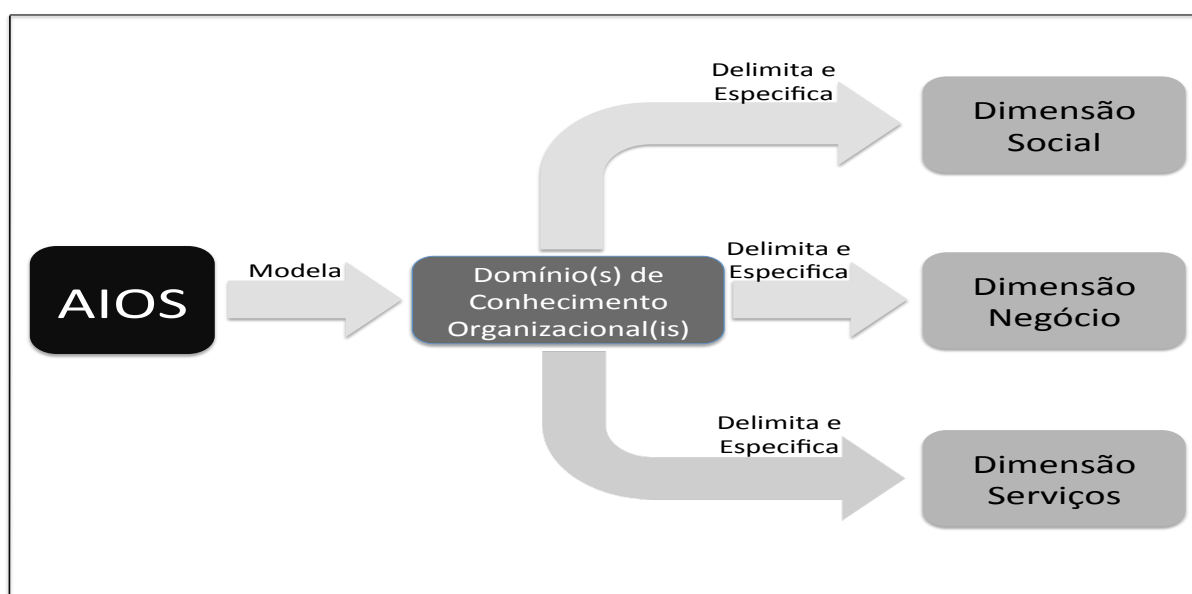 AIOS
Modela
Domínio(s) de
Conhecimento
Organizacional(is)
Delimita e
Especifica
Dimensão
Social
Delimita e
Especifica
Dimensão
Negócio
Delimita e
Especifica
Dimensão
Serviços